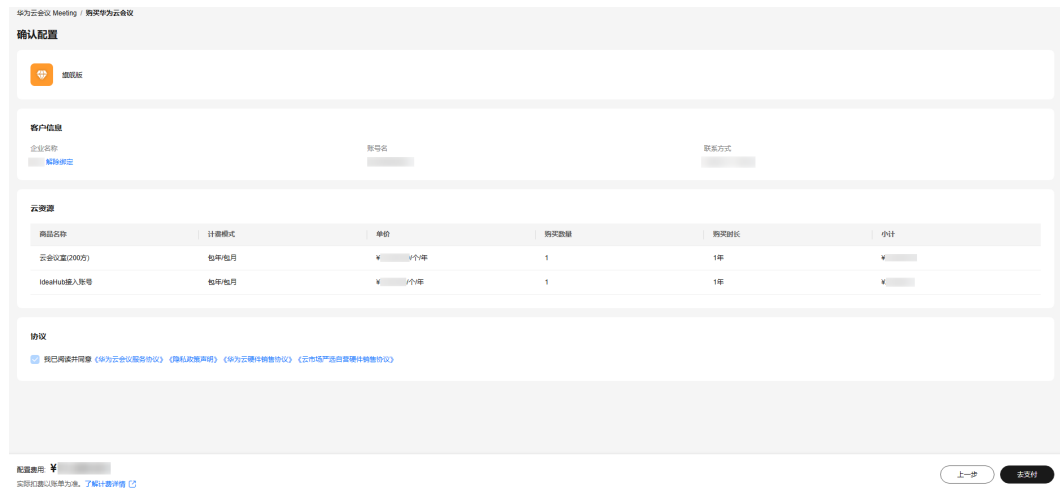 华为云会议 Meeting / 购买华为云会议
确认配置
旗舰版
客户信息
企业名称 账号名 联系方式
解除绑定
云资源
商品名称 计费模式 单价 购买数量 购买时长 小计
云会议室(200方) 包年/包月 ¥ /个/年 1 1年 ¥
IdeaHub接入账号 包年/包月 ¥ /个/年 1 1年 ¥
协议
我已阅读并同意《华为云会议服务协议》《隐私政策声明》《华为云硬件销售协议》《云市场严选自营硬件销售协议》
配置费用: ¥
上一步 去支付
实际扣费以账单为准。了解计费详情